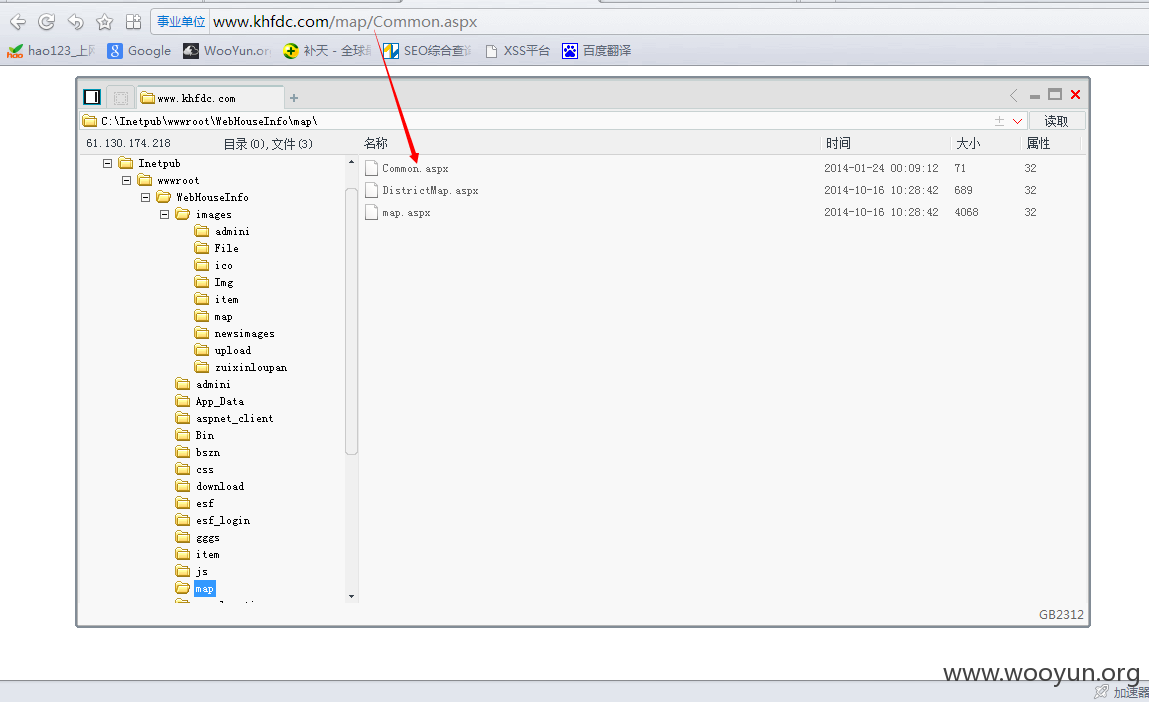 事业单位 www.khfdc.com/map/Common.aspx
hao123_上网 Google WooYun.or 补天 - 全球 SEO综合查询 XSS平台 百度翻译
www.khfdc.com
C:\Inetpub\wwwroot\WebHouseInfo\map\ 读取
61.130.174.218 目录(0),文件(3) 名称 时间 大小 属性
Inetpub
wwwroot
WebHouseInfo
images
admini
File
ico
Img
item
map
newsimages
upload
zuixinloupan
admini
App_Data
aspnet_client
Bin
bszn
css
download
esf
esf_login
gggs
item
js
map
Common.aspx 2014-01-24 00:09:12 71 32
DistrictMap.aspx 2014-10-16 10:28:42 689 32
map.aspx 2014-10-16 10:28:42 4068 32
GB2312
www.wooyun.org
加速器